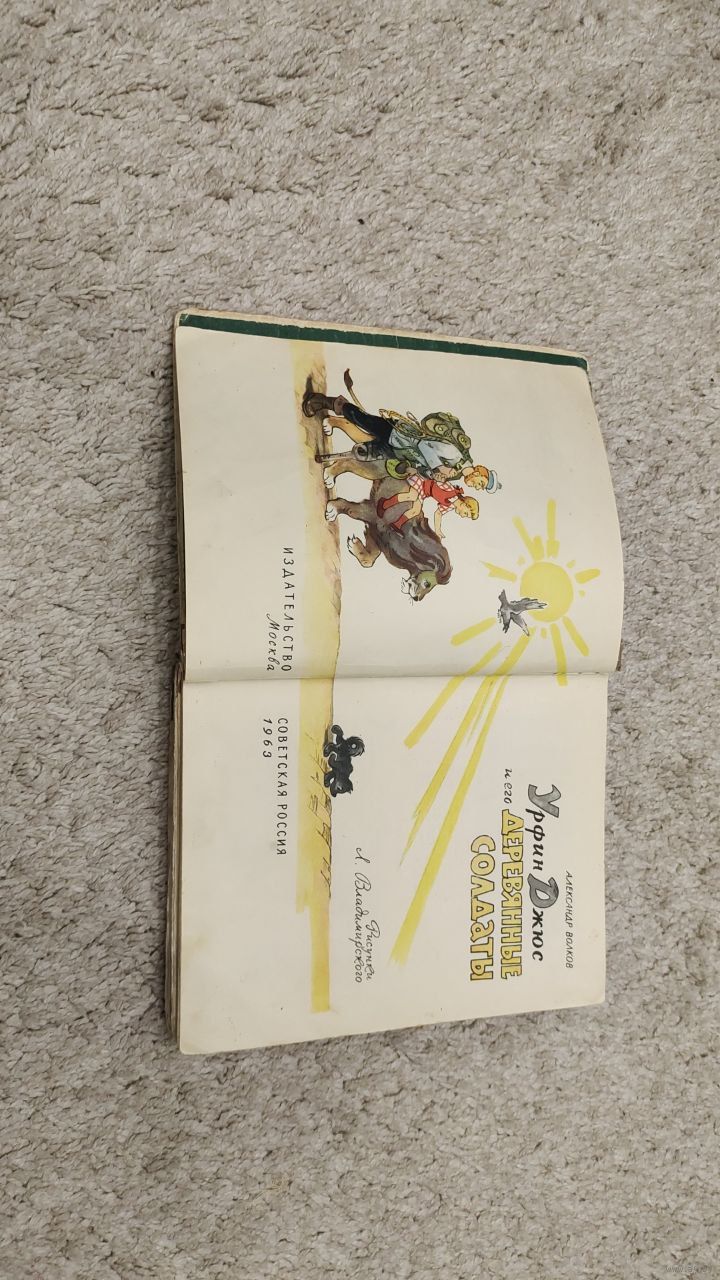 АЛЕКСАНДР ВОЛКОВ
Урфин Джюс
и его ДЕРЕВЯННЫЕ
СОЛДАТЫ
Рисунки
Л. Владимирского
ИЗДАТЕЛЬСТВО СОВЕТСКАЯ РОССИЯ
Москва 1963